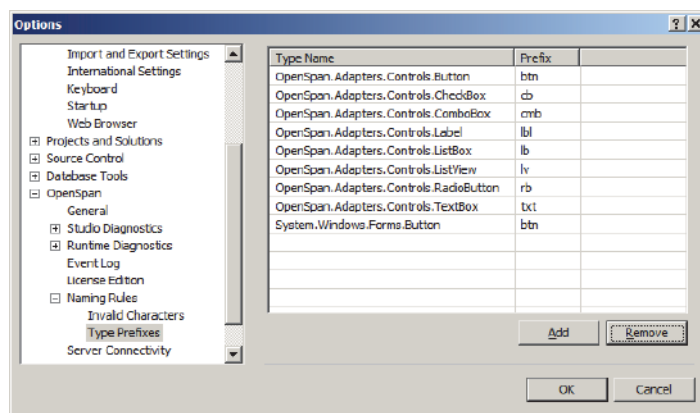 Options
Import and Export Settings
International Settings
Keyboard
Startup
Web Browser
Projects and Solutions
Source Control
Database Tools
OpenSpan
General
Studio Diagnostics
Runtime Diagnostics
Event Log
License Edition
Naming Rules
Invalid Characters
Type Prefixes
Server Connectivity
Type Name Prefix
OpenSpan.Adapters.Controls.Button btn
OpenSpan.Adapters.Controls.CheckBox cb
OpenSpan.Adapters.Controls.ComboBox cmb
OpenSpan.Adapters.Controls.Label lbl
OpenSpan.Adapters.Controls.ListBox lb
OpenSpan.Adapters.Controls.ListView lv
OpenSpan.Adapters.Controls.RadioButton rb
OpenSpan.Adapters.Controls.TextBox txt
System.Windows.Forms.Button btn
Add Remove
OK Cancel